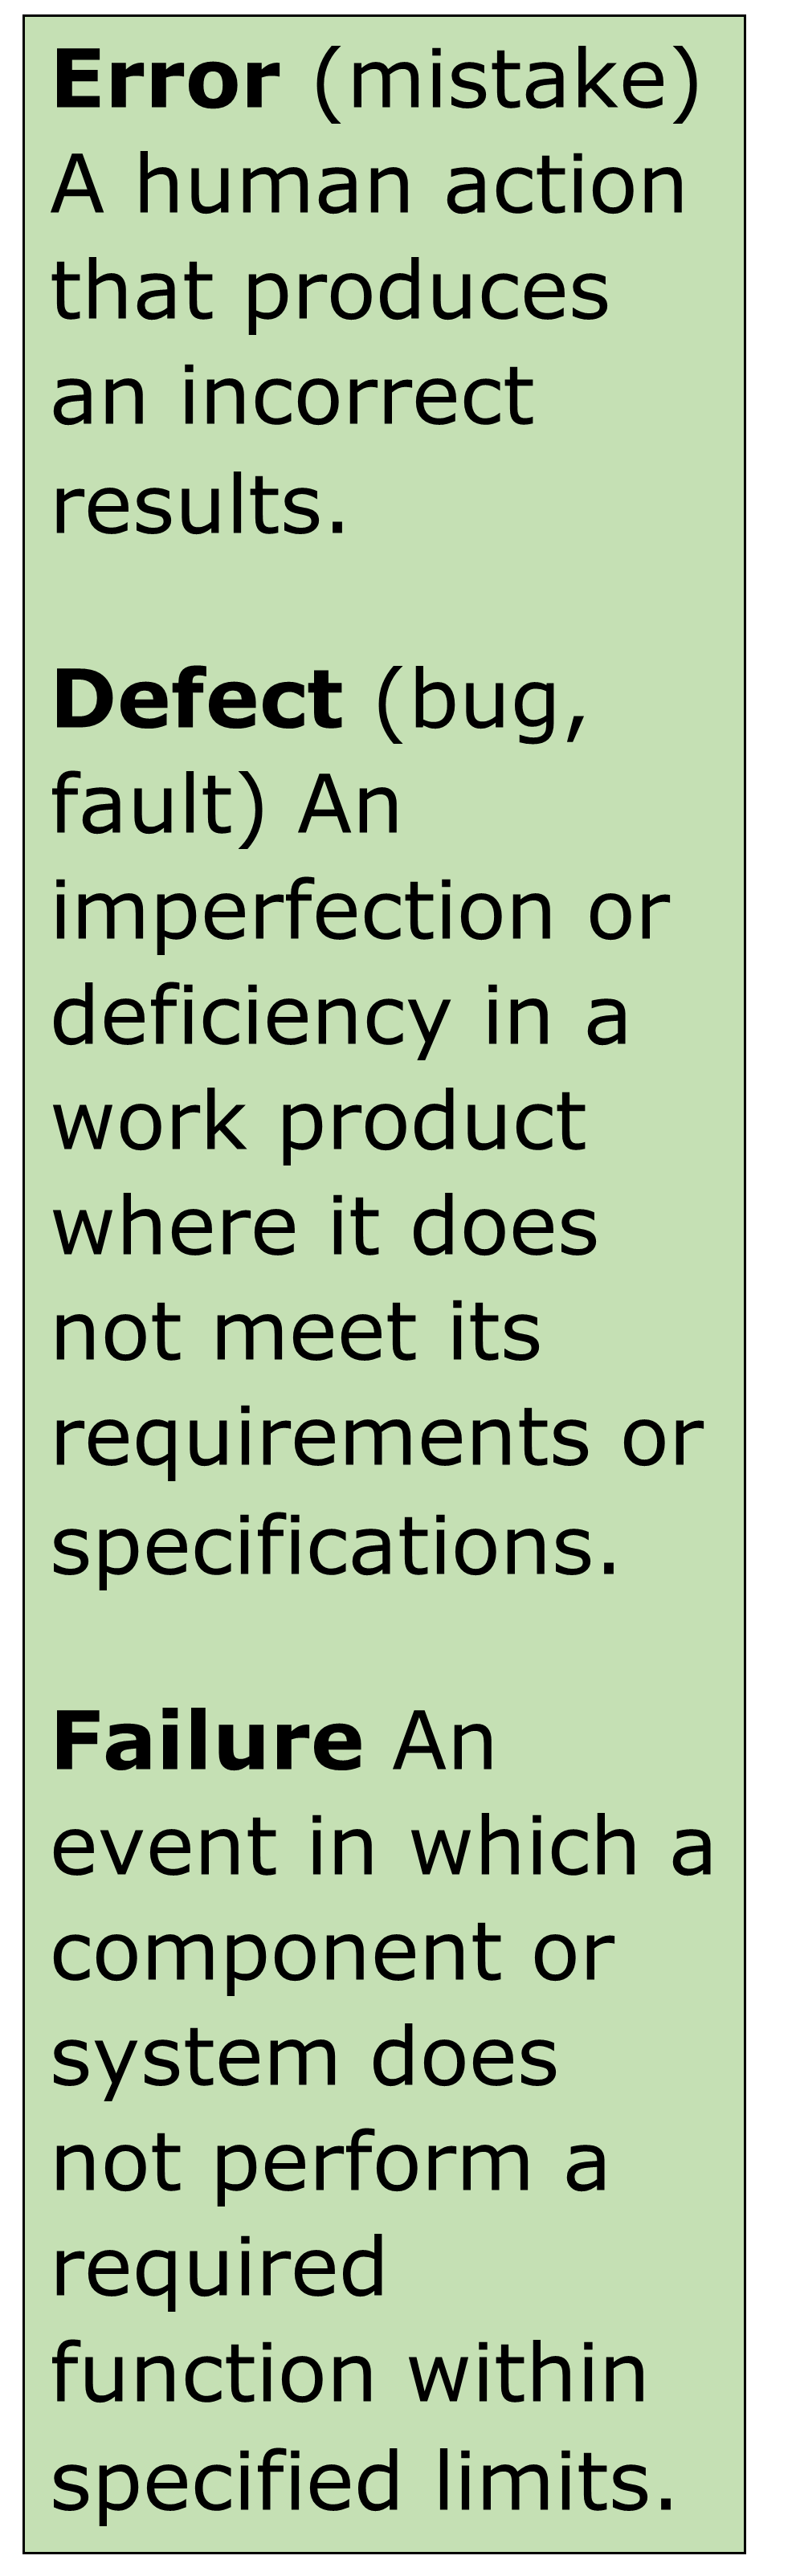 Error (mistake)
A human action
that produces
an incorrect
results.
Defect (bug,
fault) An
imperfection or
deficiency in a
work product
where it does
not meet its
requirements or
specifications.
Failure An
event in which a
component or
system does
not perform a
required
function within
specified limits.